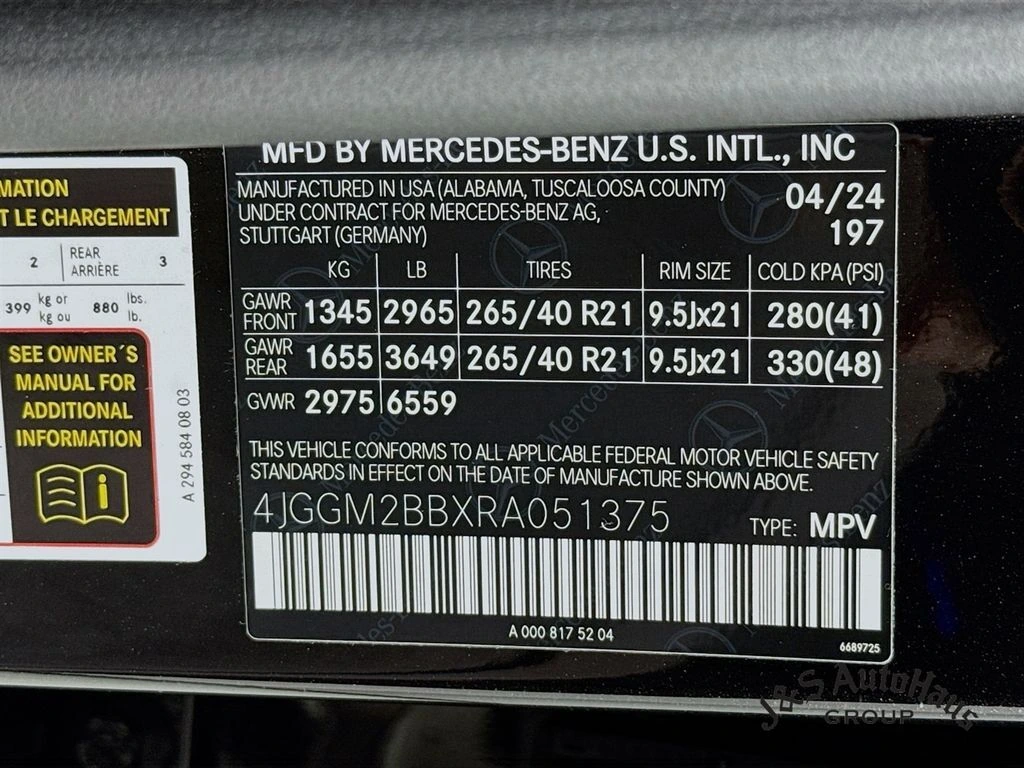 MFD BY MERCEDES-BENZ U.S. INTL., INC
MANUFACTURED IN USA (ALABAMA, TUSCALOOSA COUNTY)
UNDER CONTRACT FOR MERCEDES-BENZ AG,
STUTTGART (GERMANY)
04/24
197
KG LB TIRES RIM SIZE COLD KPA (PSI)
GAWR FRONT 1345 2965 265/40 R21 9.5Jx21 280(41)
GAWR REAR 1655 3649 265/40 R21 9.5Jx21 330(48)
GVWR 2975 6559
THIS VEHICLE CONFORMS TO ALL APPLICABLE FEDERAL MOTOR VEHICLE SAFETY
STANDARDS IN EFFECT ON THE DATE OF MANUFACTURE SHOWN ABOVE.
4JGGM2BBXRA051375 TYPE: MPV
A 000 817 52 04
6689725
LE CHARGEMENT
2 REAR ARRIÈRE 3
399 kg or kg ou 880 lbs. lb.
SEE OWNER´S
MANUAL FOR
ADDITIONAL
INFORMATION
A 294 584 08 03
J&S AutoHaus
GROUP